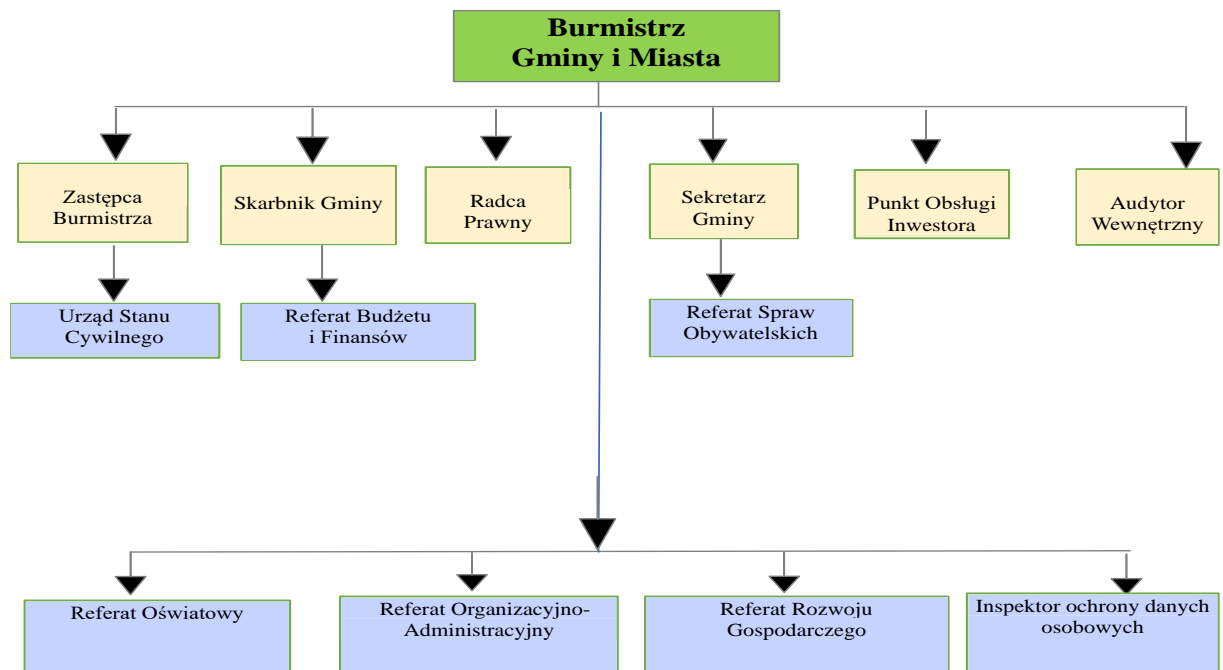 Burmistrz
Gminy i Miasta
Zastępca
Burmistrza
Skarbnik Gminy
Radca
Prawny
Sekretarz
Gminy
Punkt Obsługi
Inwestora
Audytor
Wewnętrzny
Urząd Stanu
Cywilnego
Referat Budżetu
i Finansów
Referat Spraw
Obywatelskich
Referat Oświatowy
Referat Organizacyjno-
Administracyjny
Referat Rozwoju
Gospodarczego
Inspektor ochrony danych
osobowych